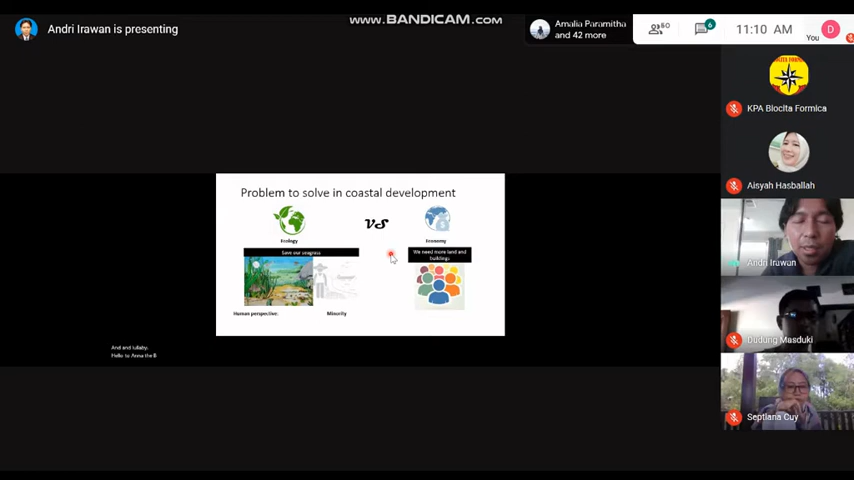 WWW.BANDICAM.COM
Andri Irawan is presenting
Amalia Paramitha
and 42 more
60
6
11:10 AM
You
D
KPA Biocita Formica
Aisyah Hasballah
Andri Irawan
Dudung Masduki
Septiana Cuy
Problem to solve in coastal development
vs
Ecology
Economy
Save our seagrass
We need more land and
buildings
Human perspective.
Minority
And and lullaby.
Hello to Anna the B